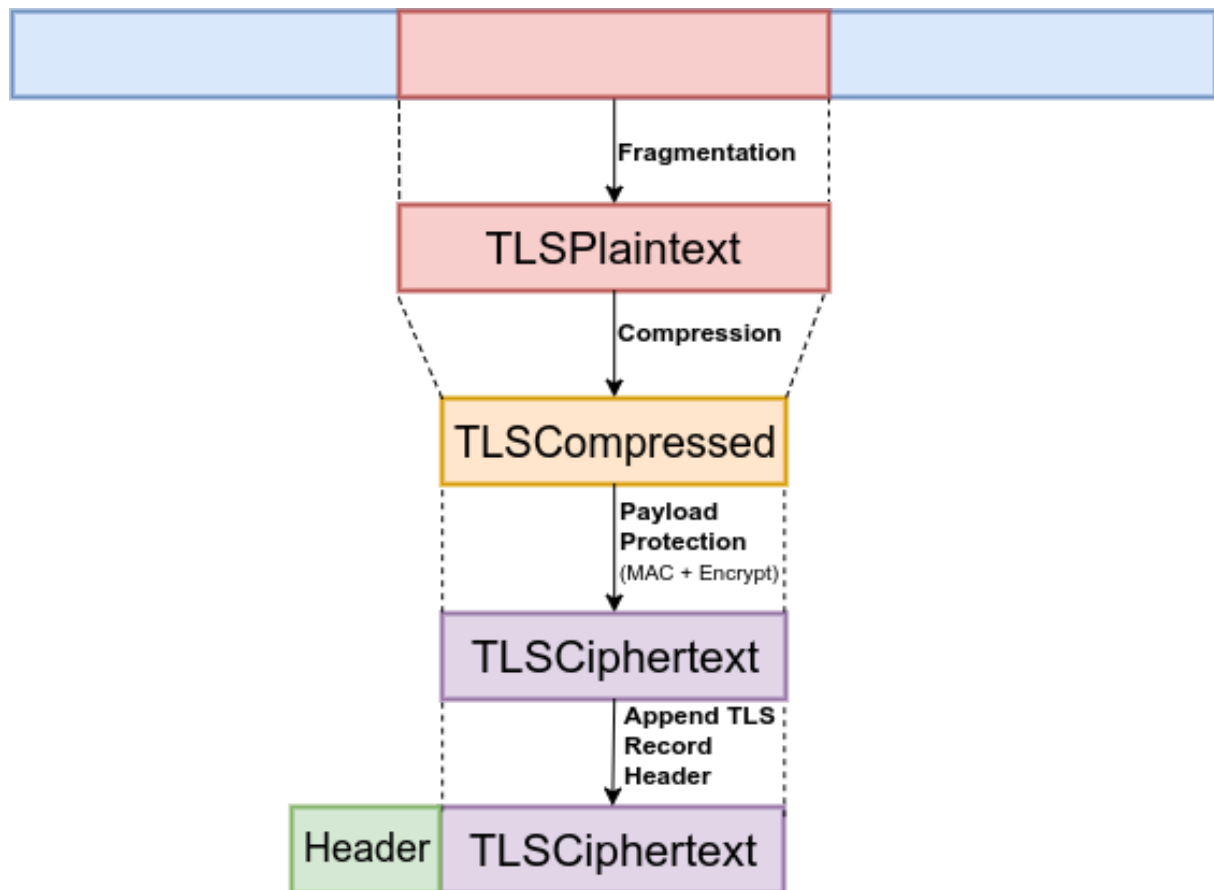 Fragmentation
TLSPlaintext
Compression
TLSCompressed
Payload
Protection
(MAC + Encrypt)
TLSCiphertext
Append TLS
Record
Header
Header
TLSCiphertext